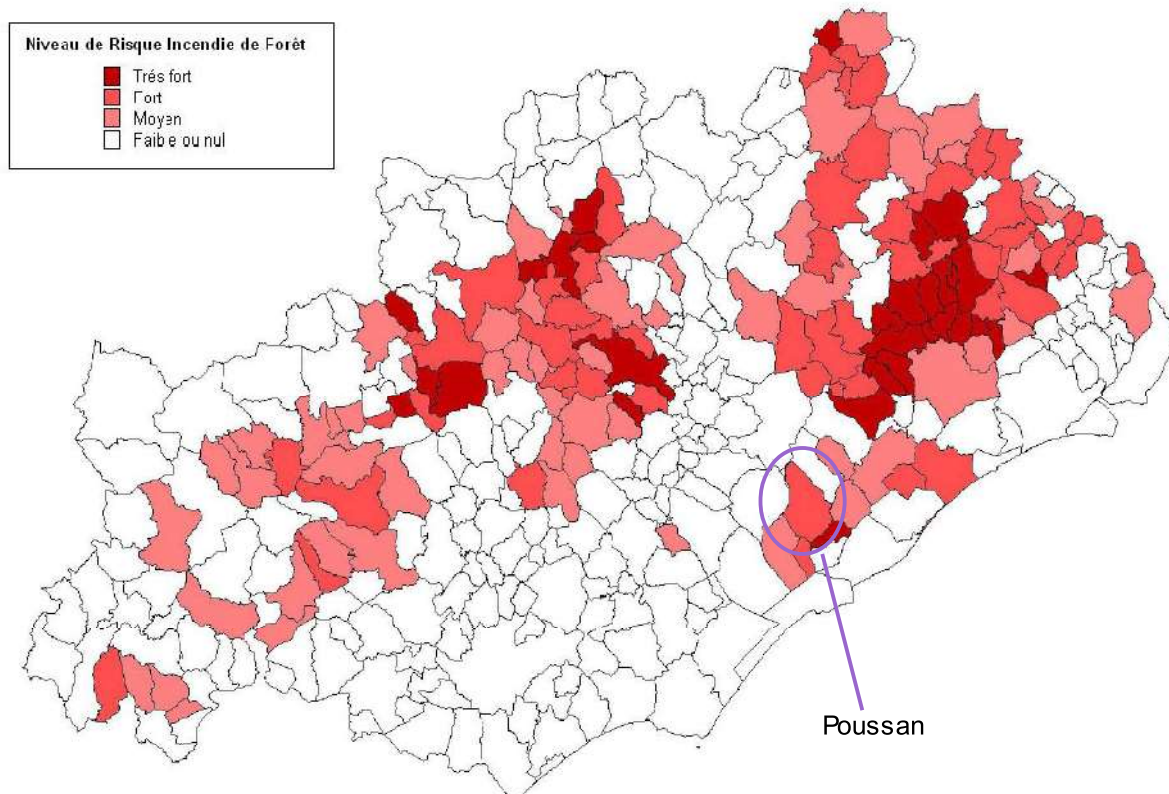 Niveau de Risque Incendie de Forêt
Trés fort
Fort
Moyen
Faible ou nul
Poussan